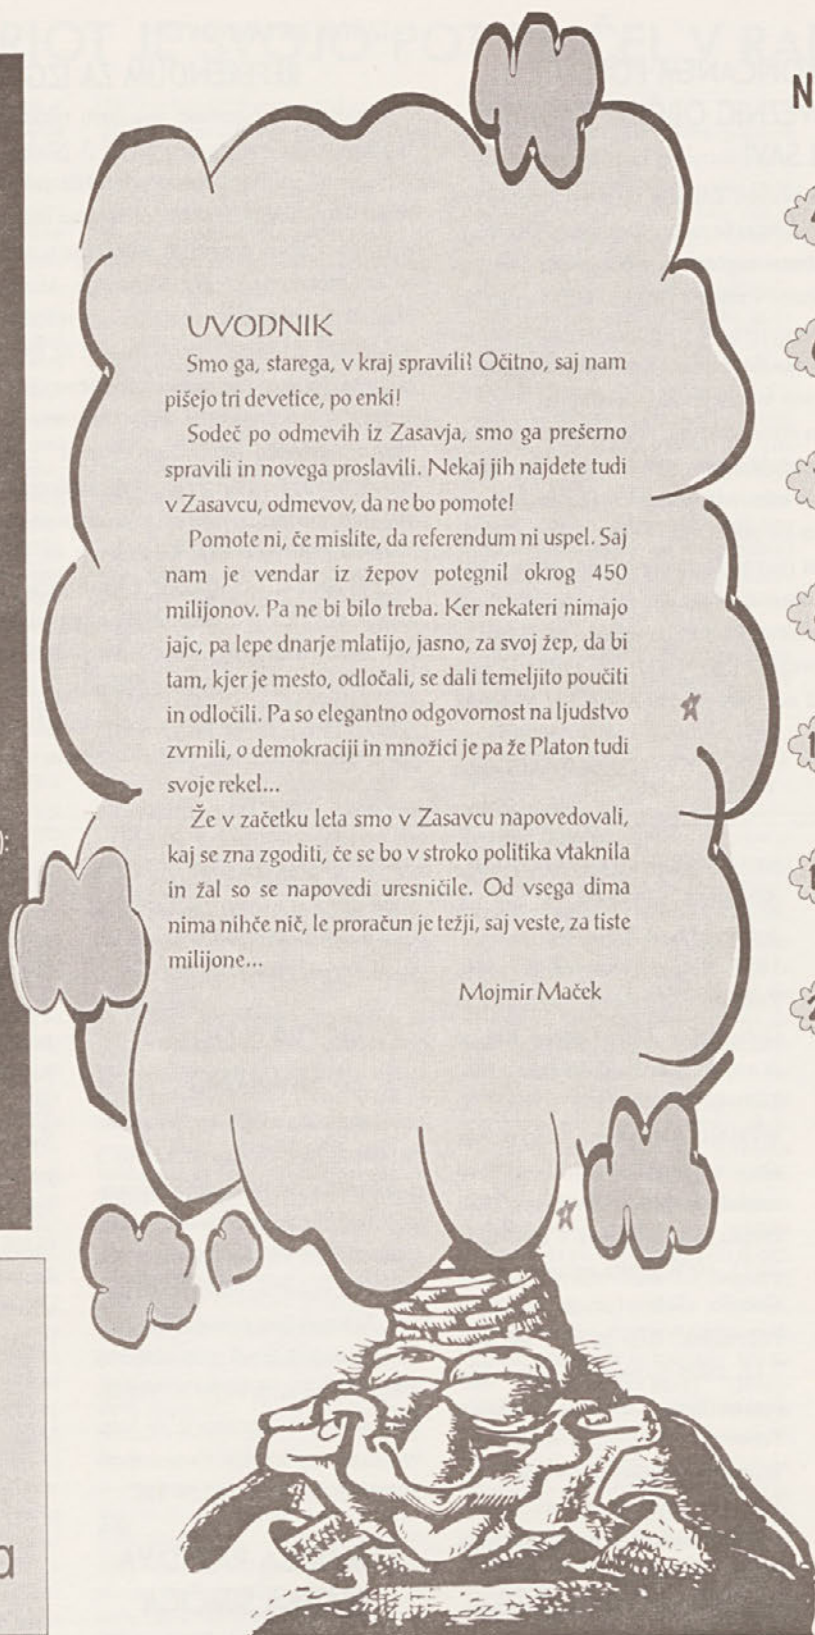 UVODNIK
Smo ga, starega, v kraj spravili! Očitno, saj nam
pišejo tri devetice, po enki!
Sodeč po odmevih iz Zasavja, smo ga prešerno
spravili in novega proslavili. Nekaj jih najdete tudi
v Zasavcu, odmevov, da ne bo pomote!
Pomote ni, če mislite, da referendum ni uspel. Saj
nam je vendar iz žepov potegnil okrog 450
milijonov. Pa ne bi bilo treba. Ker nekateri nimajo
jajc, pa lepe dnarje mlatijo, jasno, za svoj žep, da bi
tam, kjer je mesto, odločali, se dali temeljito poučiti
in odločili. Pa so elegantno odgovornost na ljudstvo
zvrnili, o demokraciji in množici je pa že Platon tudi
svoje rekel...
Že v začetku leta smo v Zasavcu napovedovali,
kaj se zna zgoditi, če se bo v stroko politika vtaknila
in žal so se napovedi uresničile. Od vsega dima
nima nihče nič, le proračun je težji, saj veste, za tiste
milijone...
Mojmir Maček